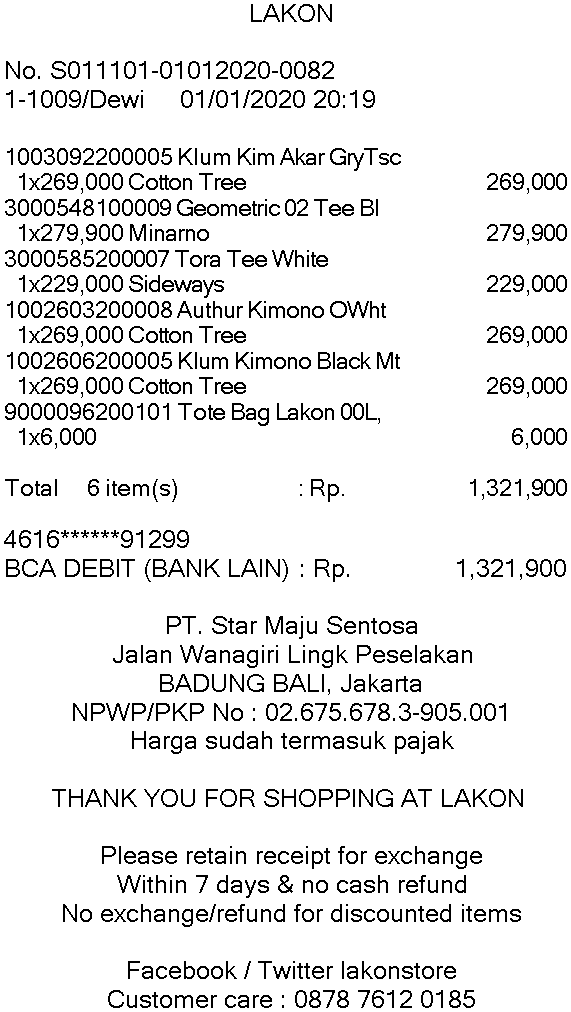 LAKON
No. S011101-01012020-0082
1-1009/Dewi 01/01/2020 20:19
1003092200005 Klum Kim Akar GryTsc
1x269,000 Cotton Tree 269,000
3000548100009 Geometric 02 Tee Bl
1x279,900 Minarno 279,900
3000585200007 Tora Tee White
1x229,000 Sideways 229,000
1002603200008 Authur Kimono OWht
1x269,000 Cotton Tree 269,000
1002606200005 Klum Kimono Black Mt
1x269,000 Cotton Tree 269,000
9000096200101 Tote Bag Lakon 00L,
1x6,000 6,000
Total 6 item(s) : Rp. 1,321,900
4616******91299
BCA DEBIT (BANK LAIN) : Rp. 1,321,900
PT. Star Maju Sentosa
Jalan Wanagiri Lingk Peselakan
BADUNG BALI, Jakarta
NPWP/PKP No : 02.675.678.3-905.001
Harga sudah termasuk pajak
THANK YOU FOR SHOPPING AT LAKON
Please retain receipt for exchange
Within 7 days & no cash refund
No exchange/refund for discounted items
Facebook / Twitter lakonstore
Customer care : 0878 7612 0185